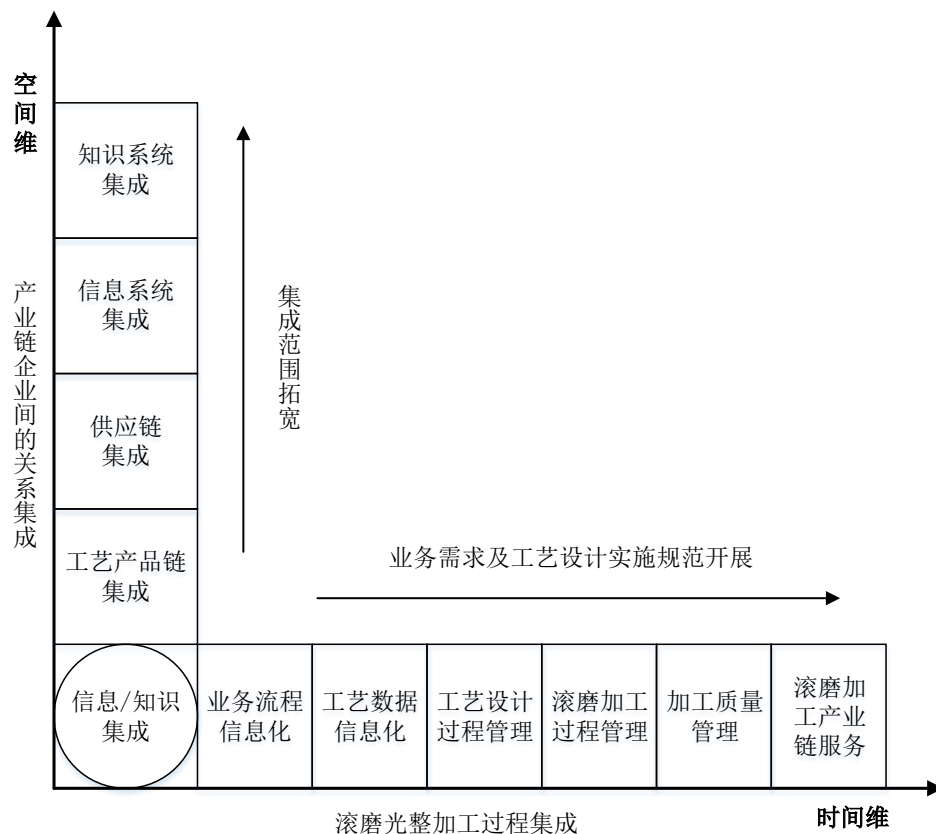 空间维
产业链企业间的关系集成
知识系统
集成
信息系统
集成
供应链
集成
工艺产品链
集成
集成范围拓宽
业务需求及工艺设计实施规范开展
信息/知识
集成
业务流程
信息化
工艺数据
信息化
工艺设计
过程管理
滚磨加工
过程管理
加工质量
管理
滚磨加
工产业
链服务
滚磨光整加工过程集成
时间维